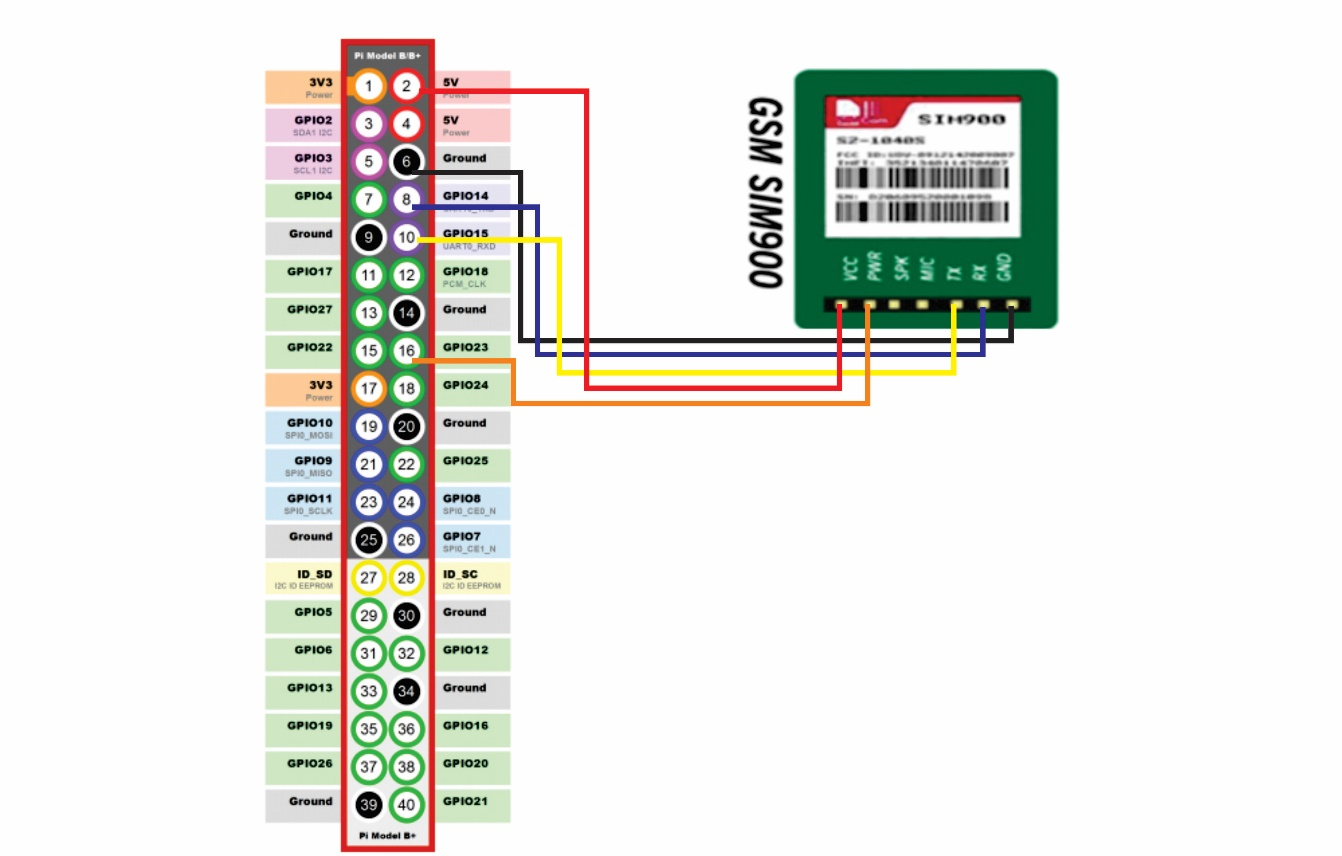 Pi Model B/B+
3V3
Power
1
2
5V
Power
GPIO2
SDA1 I2C
3
4
5V
Power
GPIO3
SCL1 I2C
5
6
Ground
GPIO4
7
8
GPIO14
Ground
9
10
GPIO15
UART0_RXD
GPIO17
11
12
GPIO18
PCM_CLK
GPIO27
13
14
Ground
GPIO22
15
16
GPIO23
3V3
Power
17
18
GPIO24
GPIO10
SPI0_MOSI
19
20
Ground
GPIO9
SPI0_MISO
21
22
GPIO25
GPIO11
SPI0_SCLK
23
24
GPIO8
SPI0_CE0_N
Ground
25
26
GPIO7
SPI0_CE1_N
ID_SD
I2C ID EEPROM
27
28
ID_SC
I2C ID EEPROM
GPIO5
29
30
Ground
GPIO6
31
32
GPIO12
GPIO13
33
34
Ground
GPIO19
35
36
GPIO16
GPIO26
37
38
GPIO20
Ground
39
40
GPIO21
Pi Model B+
GSM SIM900
SIM900
S2-1040S
FCC ID:
SN:
VCC
PWR
SPK
MIC
TX
RX
GND